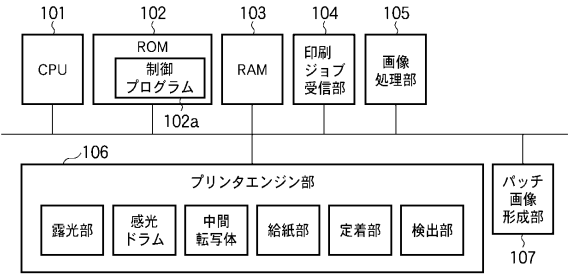 101
102
103
104
105
CPU
ROM
制御
プログラム
102a
RAM
印刷
ジョブ
受信部
画像
処理部
106
プリンタエンジン部
露光部
感光
ドラム
中間
転写体
給紙部
定着部
検出部
パッチ
画像
形成部
107